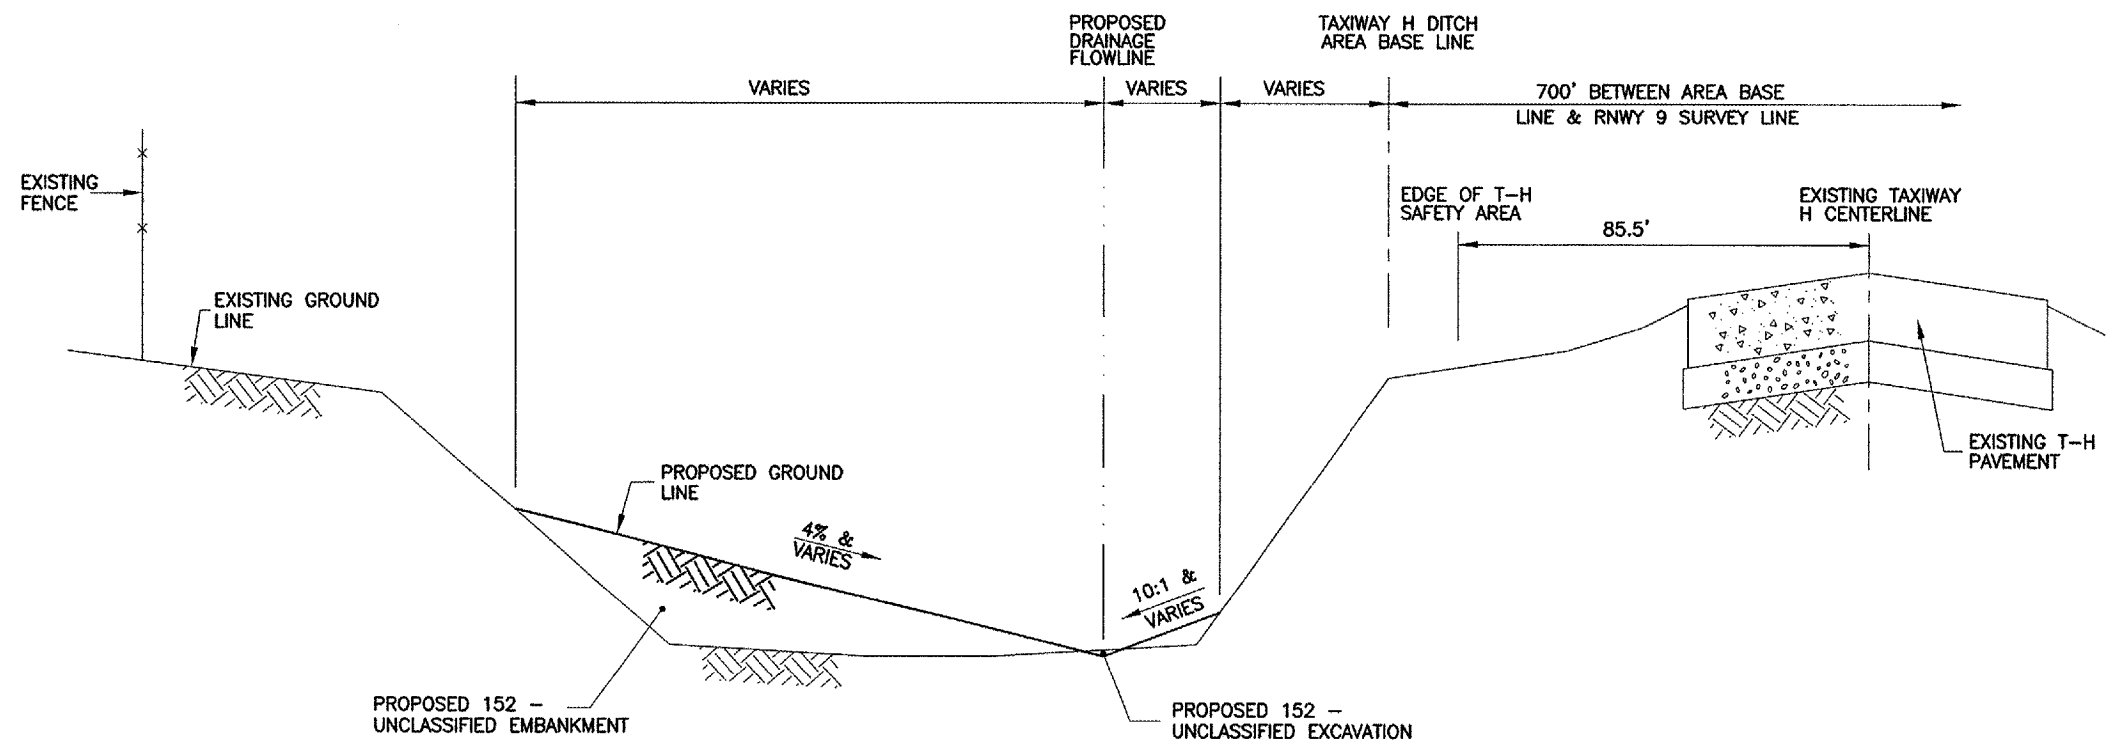 PROPOSED
DRAINAGE
FLOWLINE
TAXIWAY H DITCH
AREA BASE LINE
VARIES
VARIES
VARIES
700' BETWEEN AREA BASE
LINE & RNWY 9 SURVEY LINE
EXISTING
FENCE
EDGE OF T-H
SAFETY AREA
EXISTING TAXIWAY
H CENTERLINE
85.5'
EXISTING GROUND
LINE
PROPOSED GROUND
LINE
4% &
VARIES
10:1 &
VARIES
EXISTING T-H
PAVEMENT
PROPOSED 152 -
UNCLASSIFIED EMBANKMENT
PROPOSED 152 -
UNCLASSIFIED EXCAVATION